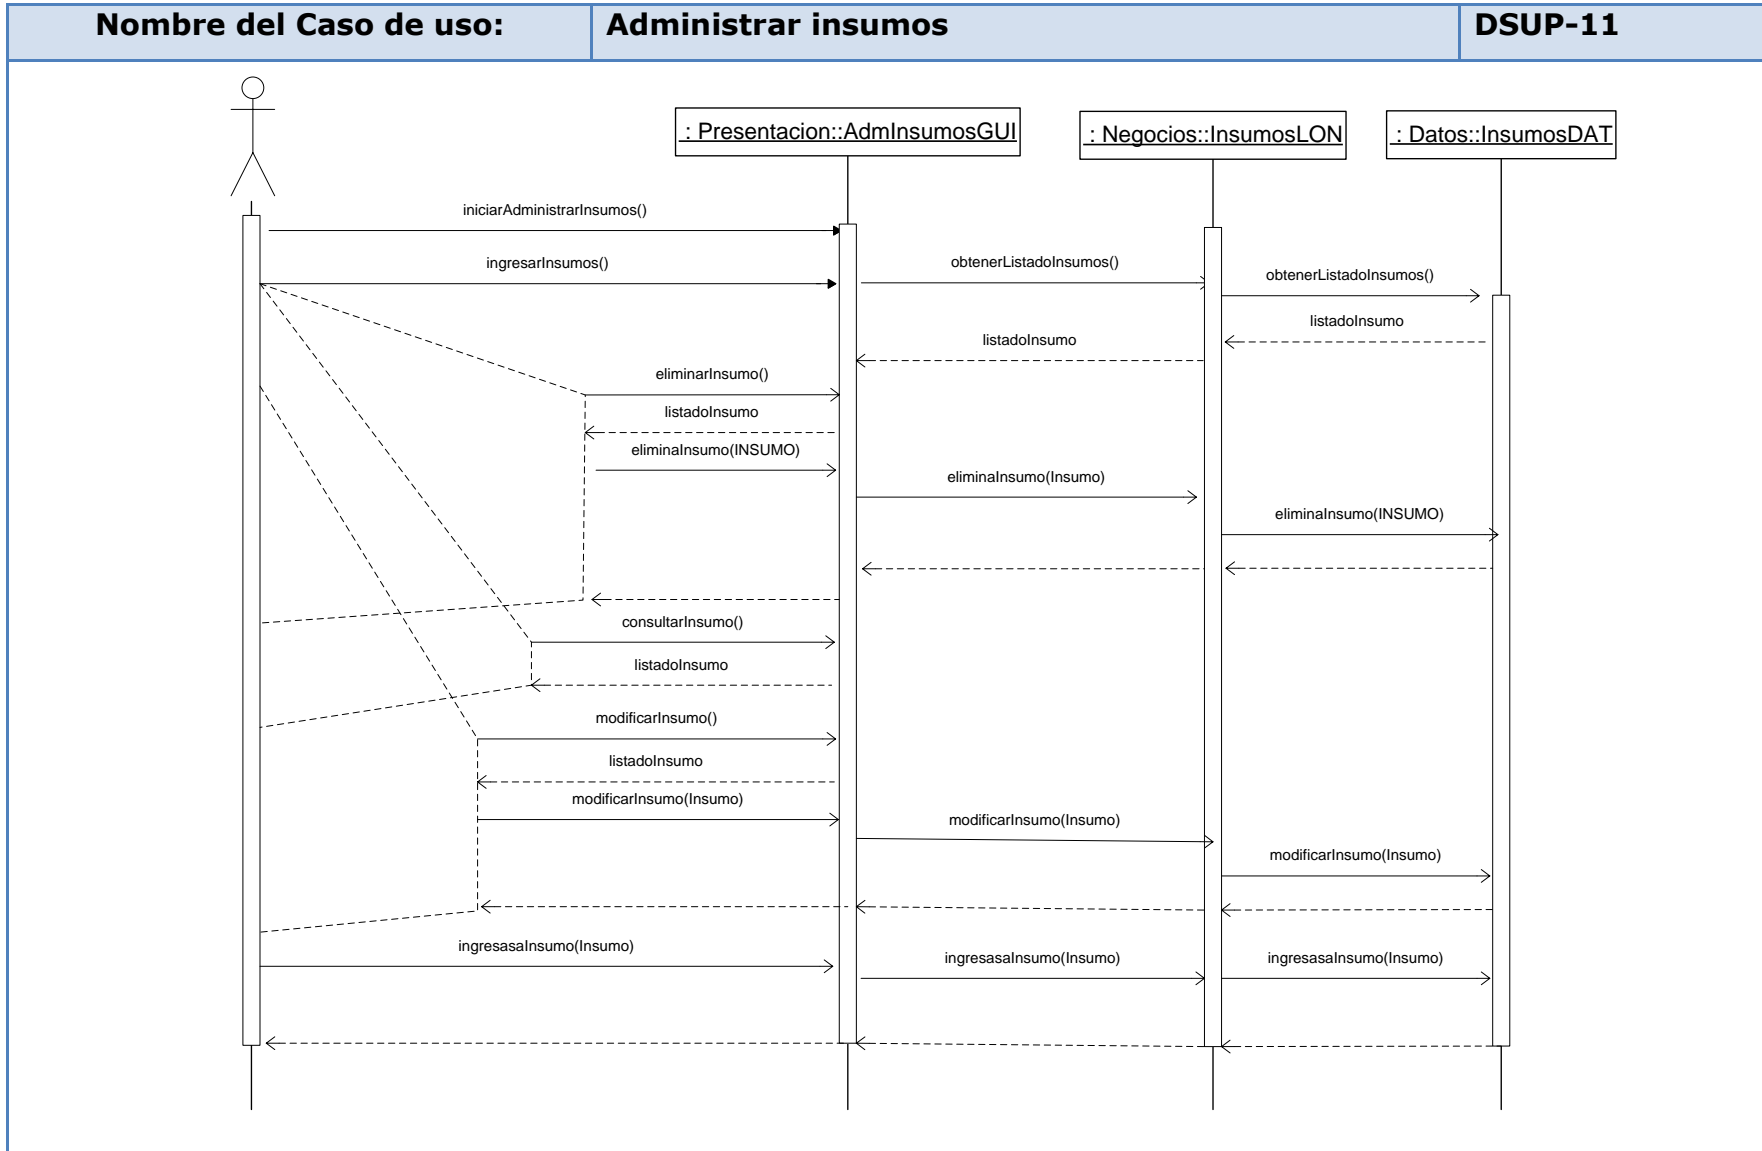 Nombre del Caso de uso:
Administrar insumos
DSUP-11
: Presentacion::AdmInsumosGUI
: Negocios::InsumosLON
: Datos::InsumosDAT
iniciarAdministrarInsumos()
ingresarInsumos()
obtenerListadoInsumos()
obtenerListadoInsumos()
listadoInsumo
listadoInsumo
eliminarInsumo()
listadoInsumo
eliminaInsumo(INSUMO)
eliminaInsumo(Insumo)
eliminaInsumo(INSUMO)
consultarInsumo()
listadoInsumo
modificarInsumo()
listadoInsumo
modificarInsumo(Insumo)
modificarInsumo(Insumo)
modificarInsumo(Insumo)
ingresasaInsumo(Insumo)
ingresasaInsumo(Insumo)
ingresasaInsumo(Insumo)